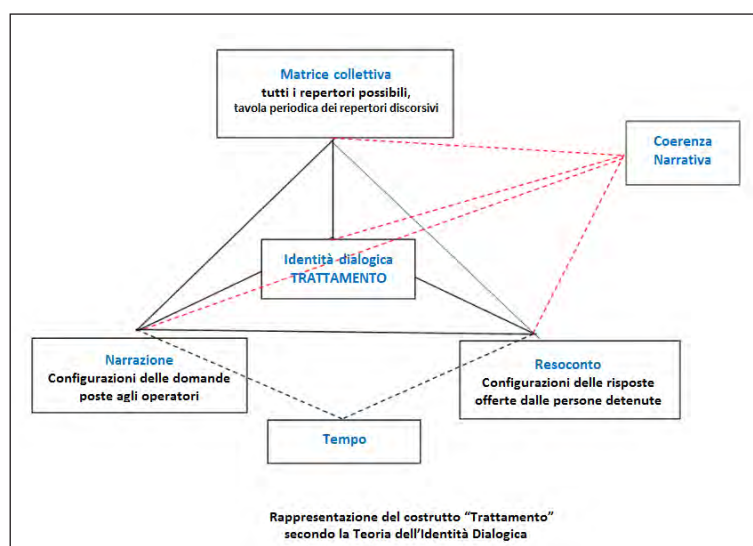 Matrice collettiva
tutti i repertori possibili,
tavola periodica dei repertori discorsivi
Coerenza
Narrativa
Identità dialogica
TRATTAMENTO
Narrazione
Configurazioni delle domande
poste agli operatori
Resoconto
Configurazioni delle risposte
offerte dalle persone detenute
Tempo
Rappresentazione del costrutto “Trattamento”
secondo la Teoria dell’Identità Dialogica